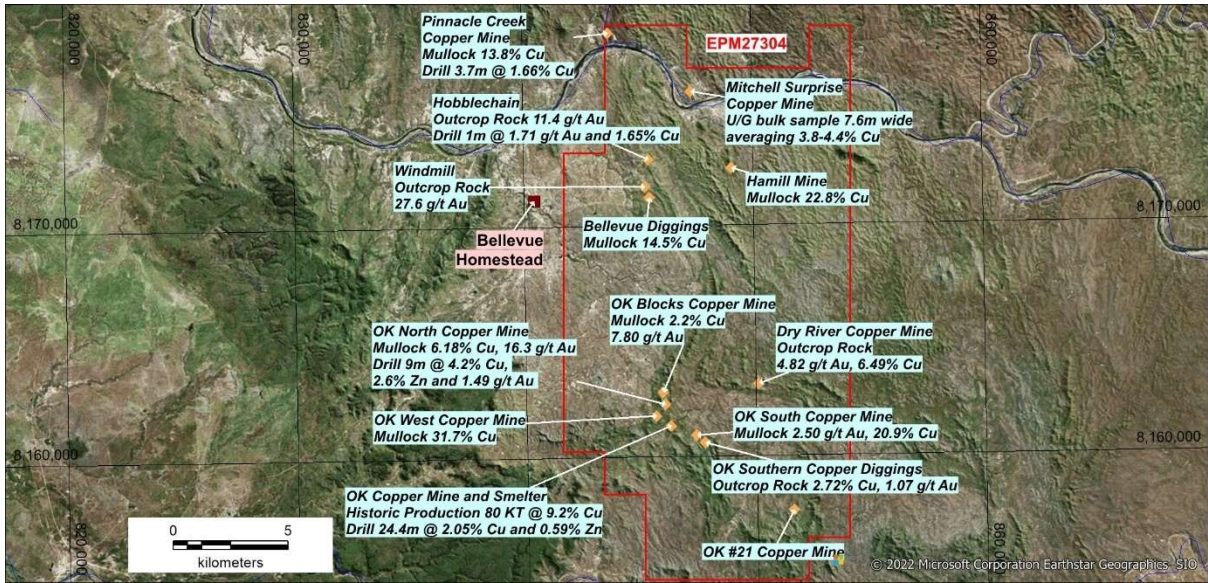 820,000
830,000
860,000
EPM27304
Pinnacle Creek
Copper Mine
Mullock 13.8% Cu
Drill 3.7m @ 1.66% Cu
Mitchell Surprise
Copper Mine
U/G bulk sample 7.6m wide
averaging 3.8-4.4% Cu
Hobblechain
Outcrop Rock 11.4 g/t Au
Drill 1m @ 1.71 g/t Au and 1.65% Cu
Windmill
Outcrop Rock
27.6 g/t Au
Hamill Mine
Mullock 22.8% Cu
8,170,000
8,170,000
Bellevue Diggings
Mullock 14.5% Cu
Bellevue
Homestead
OK Blocks Copper Mine
Mullock 2.2% Cu
7.80 g/t Au
OK North Copper Mine
Mullock 6.18% Cu, 16.3 g/t Au
Drill 9m @ 4.2% Cu,
2.6% Zn and 1.49 g/t Au
Dry River Copper Mine
Outcrop Rock
4.82 g/t Au, 6.49% Cu
OK West Copper Mine
Mullock 31.7% Cu
OK South Copper Mine
Mullock 2.50 g/t Au, 20.9% Cu
8,160,000
8,160,000
OK Southern Copper Diggings
Outcrop Rock 2.72% Cu, 1.07 g/t Au
OK Copper Mine and Smelter
Historic Production 80 KT @ 9.2% Cu
Drill 24.4m @ 2.05% Cu and 0.59% Zn
OK #21 Copper Mine
0 5
kilometers
820,000
860,000
© 2022 Microsoft Corporation Earthstar Geographics SIO